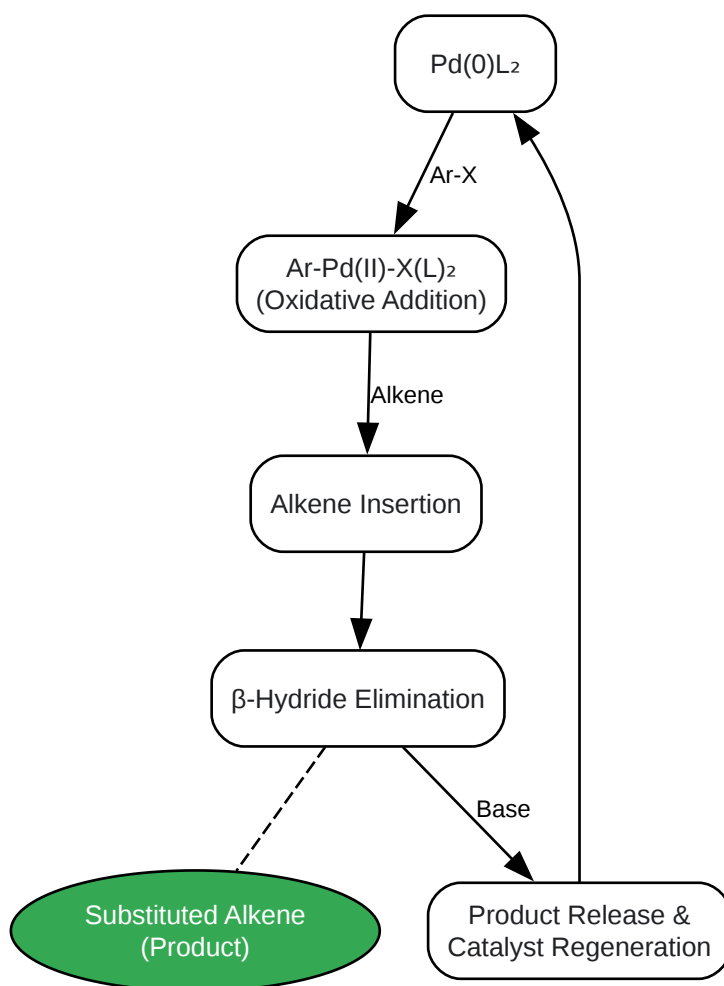 Pd(0)L₂
Ar-X
Ar-Pd(II)-X(L)₂
(Oxidative Addition)
Alkene
Alkene Insertion
β-Hydride Elimination
Base
Substituted Alkene
(Product)
Product Release &
Catalyst Regeneration